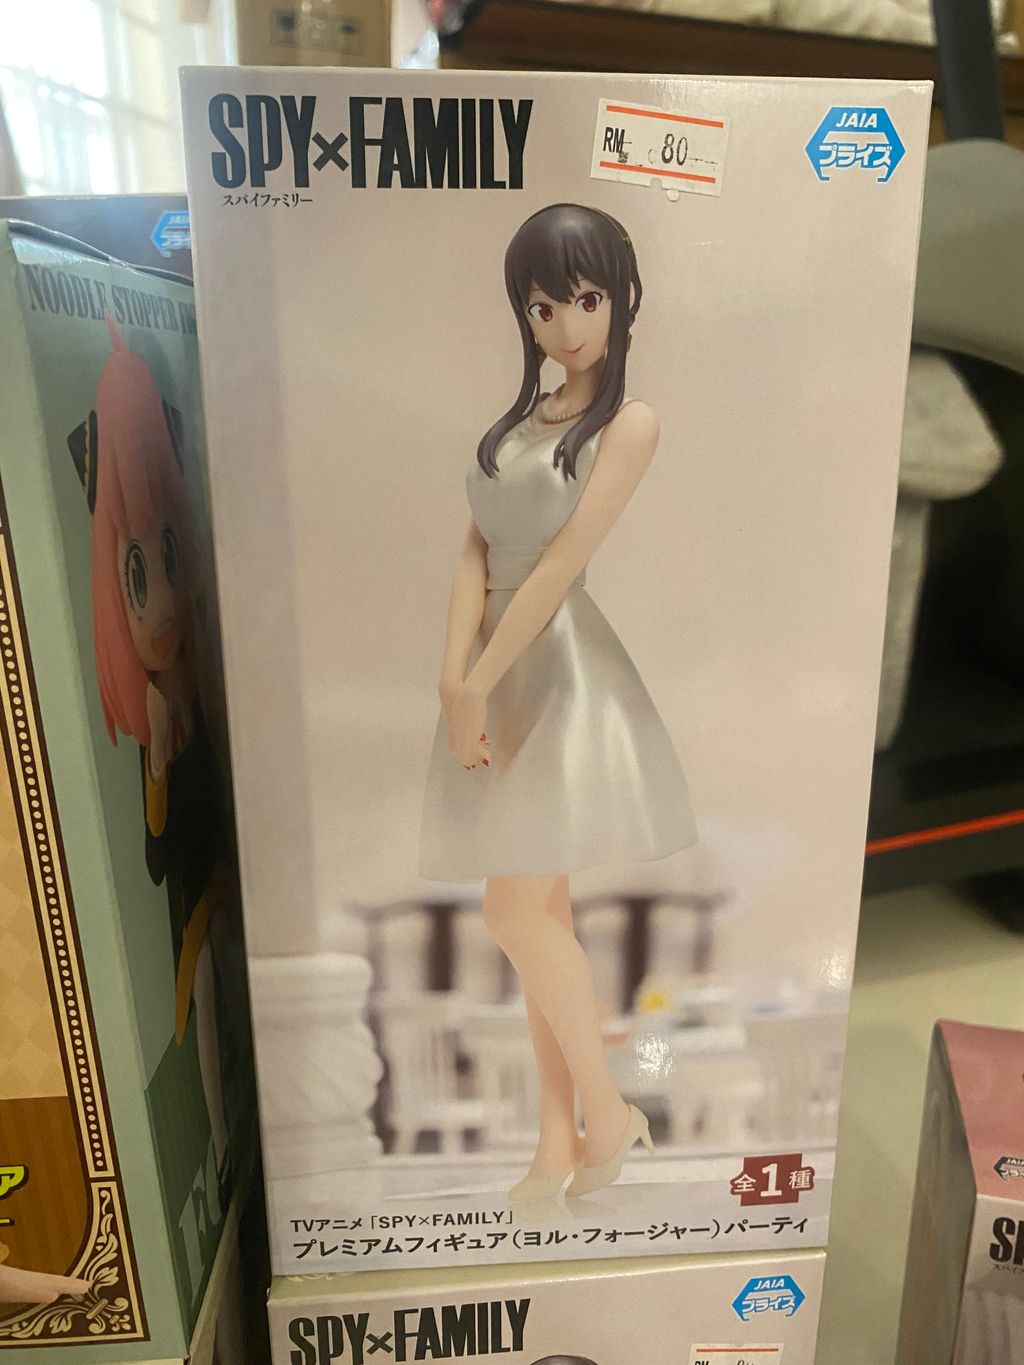 SPY×FAMILY
スパイファミリー
RM 80
JAIA
プライズ
NOODLE STOPPER
全1種
TVアニメ「SPY×FAMILY」
プレミアムフィギュア（ヨル・フォージャー）パーティ
SPY×FAMILY
JAIA
プライズ
RM